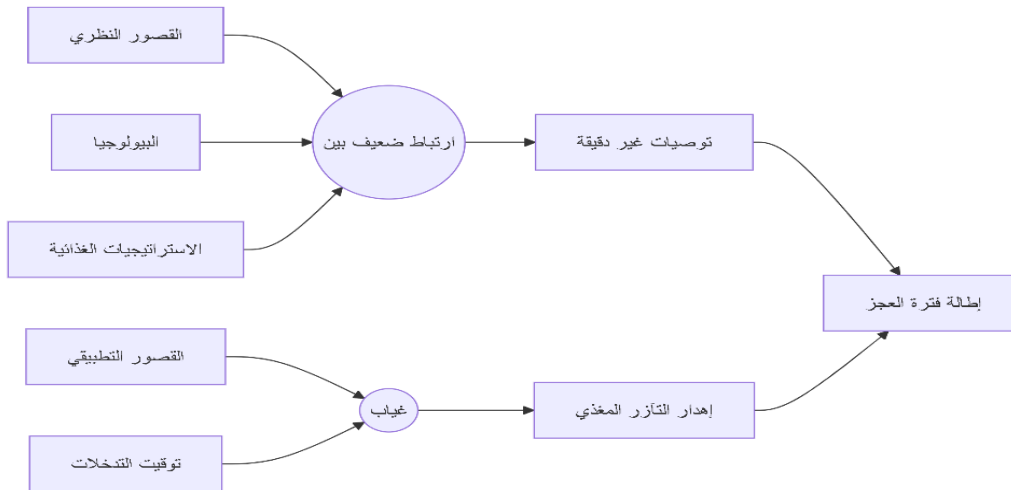 القصور النظري
البيولوجيا
الاستراتيجيات الغذائية
ارتباط ضعيف بين
توصيات غير دقيقة
إطالة فترة العجز
القصور التطبيقي
توقيت التدخلات
غياب
إهدار التآزر المغذي